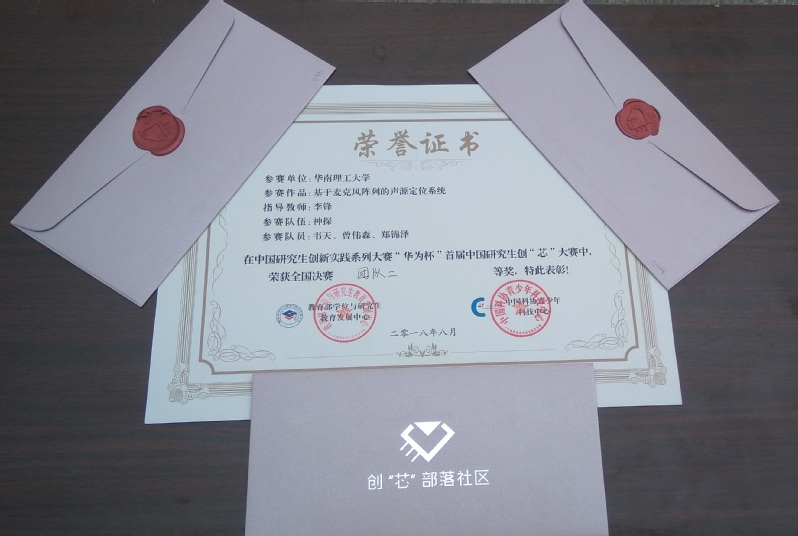 荣誉证书
参赛单位：华南理工大学
参赛作品：基于麦克风阵列的声源定位系统
指导教师：李锋
参赛队伍：神探
参赛队员：韦天、曾伟森、郑锦泽
在中国研究生创新实践系列大赛“华为杯”首届中国研究生创“芯”大赛中，
荣获全国决赛 团队二 等奖，特此表彰！
教育部学位与研究生
教育发展中心
中国科协青少年
科技中心
二零一八年八月
创“芯”部落社区